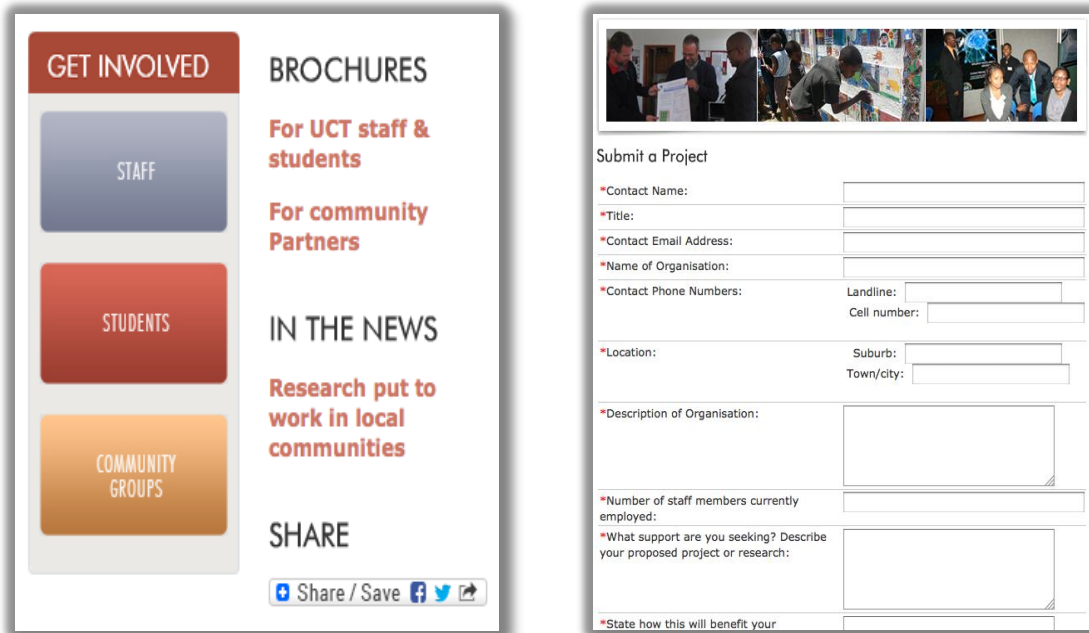 GET INVOLVED
STAFF
STUDENTS
COMMUNITY
GROUPS
BROCHURES
For UCT staff &
students
For community
Partners
IN THE NEWS
Research put to
work in local
communities
SHARE
Share / Save
Submit a Project
*Contact Name:
*Title:
*Contact Email Address:
*Name of Organisation:
*Contact Phone Numbers: Landline:
Cell number:
*Location: Suburb:
Town/city:
*Description of Organisation:
*Number of staff members currently
employed:
*What support are you seeking? Describe
your proposed project or research:
*State how this will benefit your